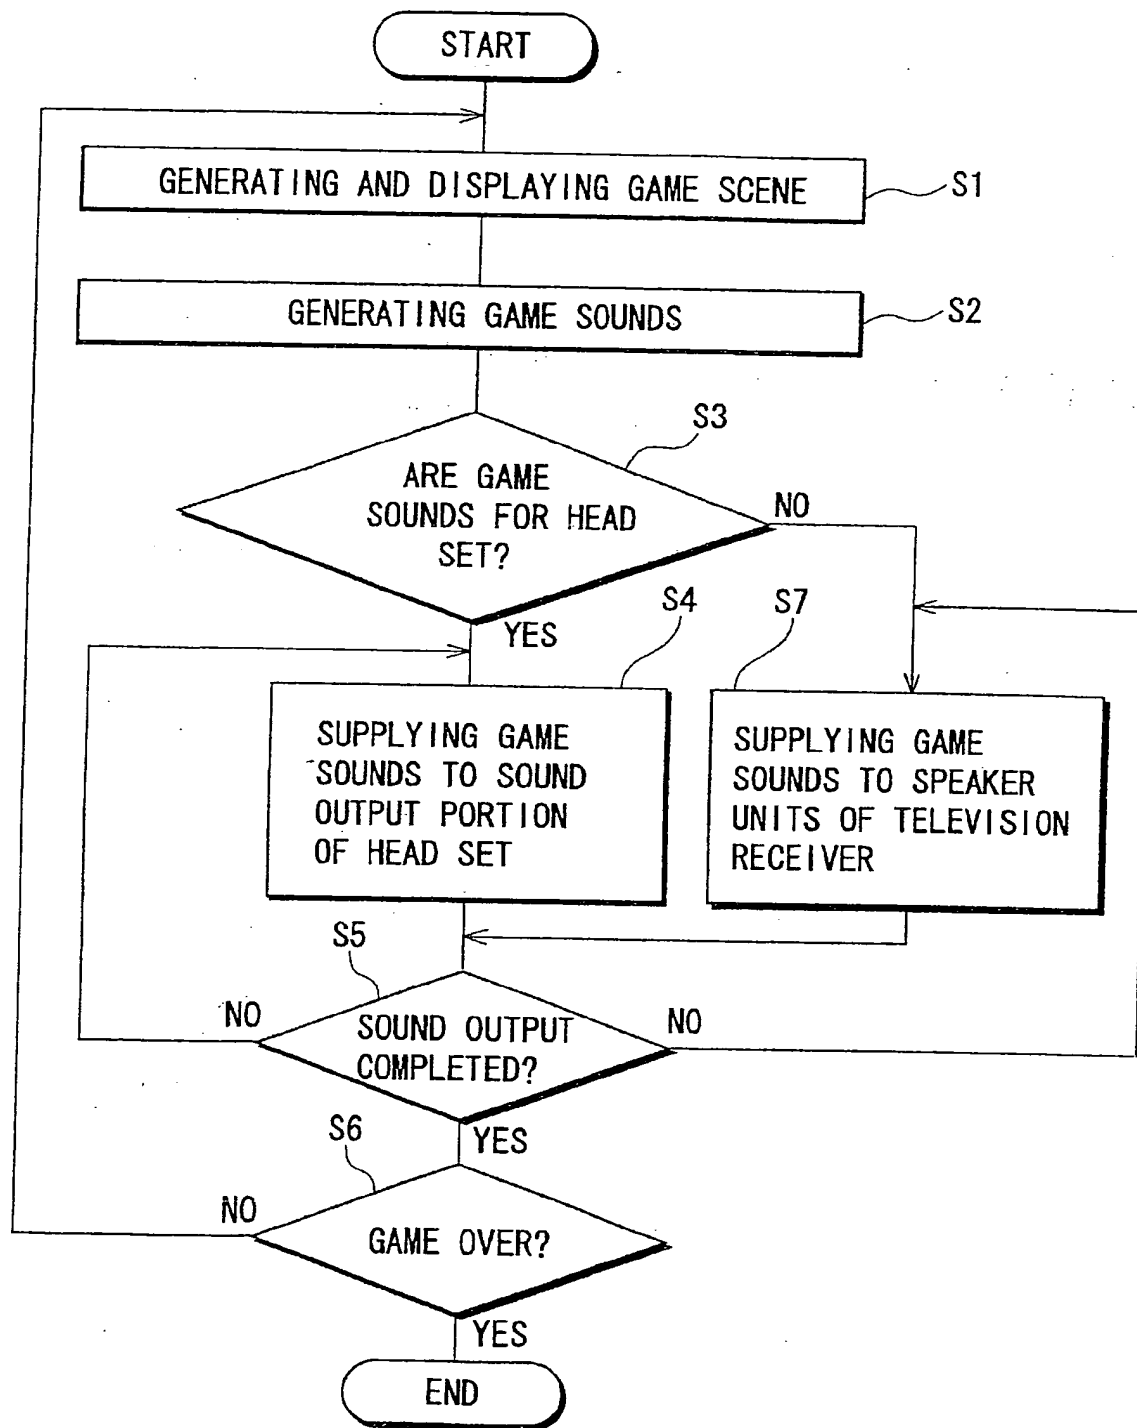 START
GENERATING AND DISPLAYING GAME SCENE
S1
GENERATING GAME SOUNDS
S2
S3
ARE GAME
SOUNDS FOR HEAD
SET?
NO
YES
S4
S7
SUPPLYING GAME
SOUNDS TO SOUND
OUTPUT PORTION
OF HEAD SET
SUPPLYING GAME
SOUNDS TO SPEAKER
UNITS OF TELEVISION
RECEIVER
S5
NO
SOUND OUTPUT
COMPLETED?
NO
YES
S6
NO
GAME OVER?
YES
END